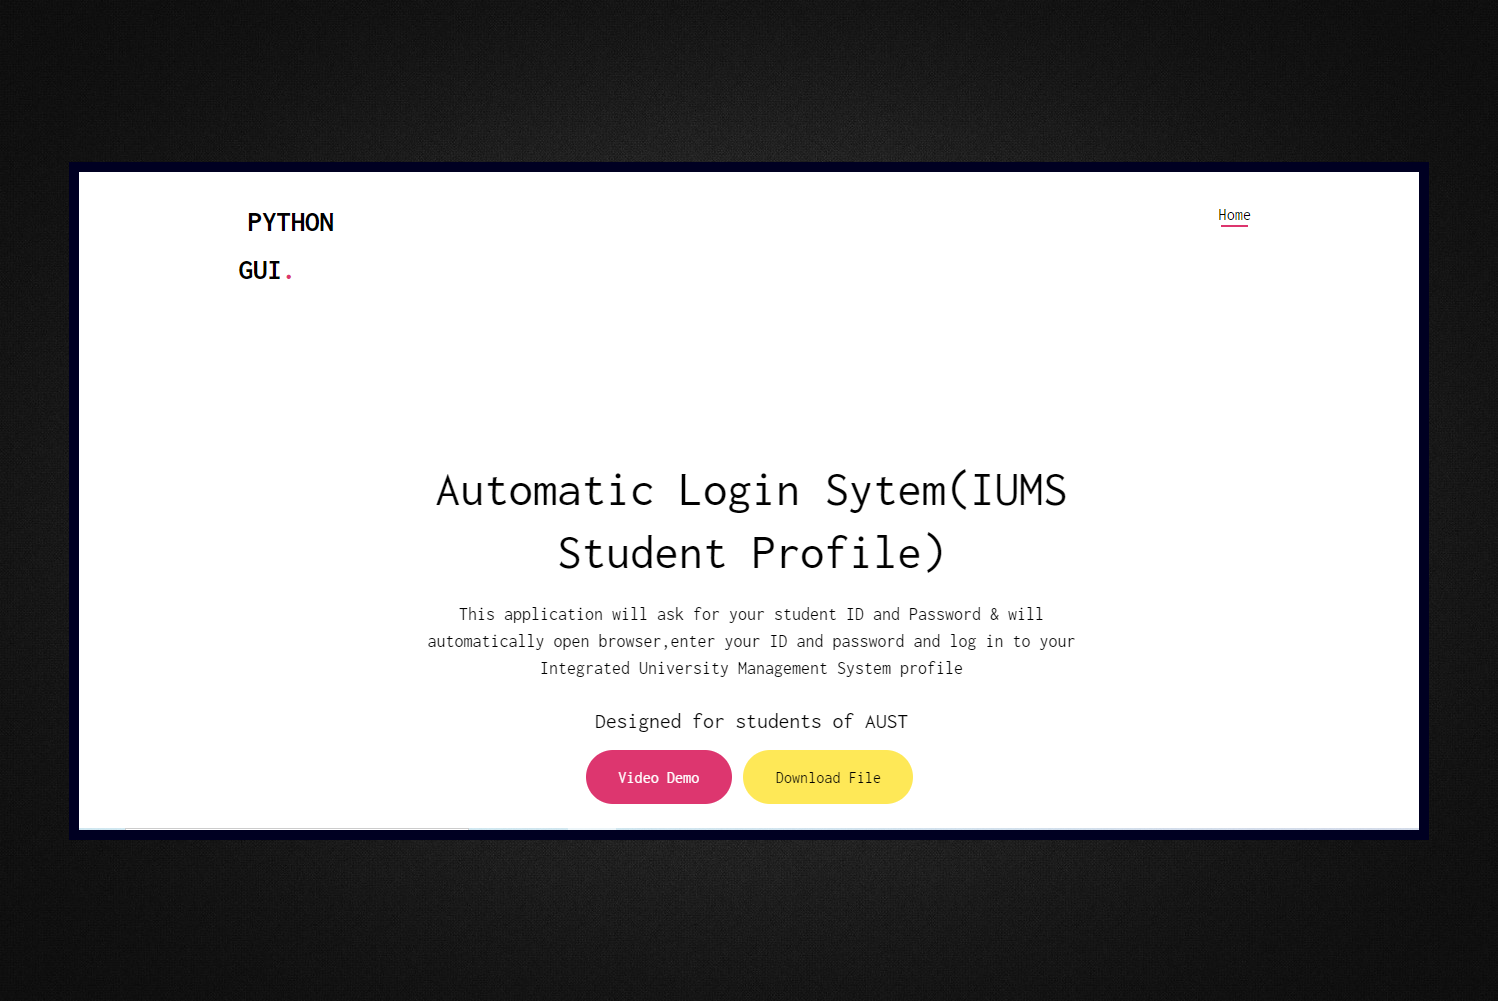 PYTHON
GUI.
Home
Automatic Login Sytem(IUMS
Student Profile)
This application will ask for your student ID and Password & will
automatically open browser,enter your ID and password and log in to your
Integrated University Management System profile
Designed for students of AUST
Video Demo
Download File